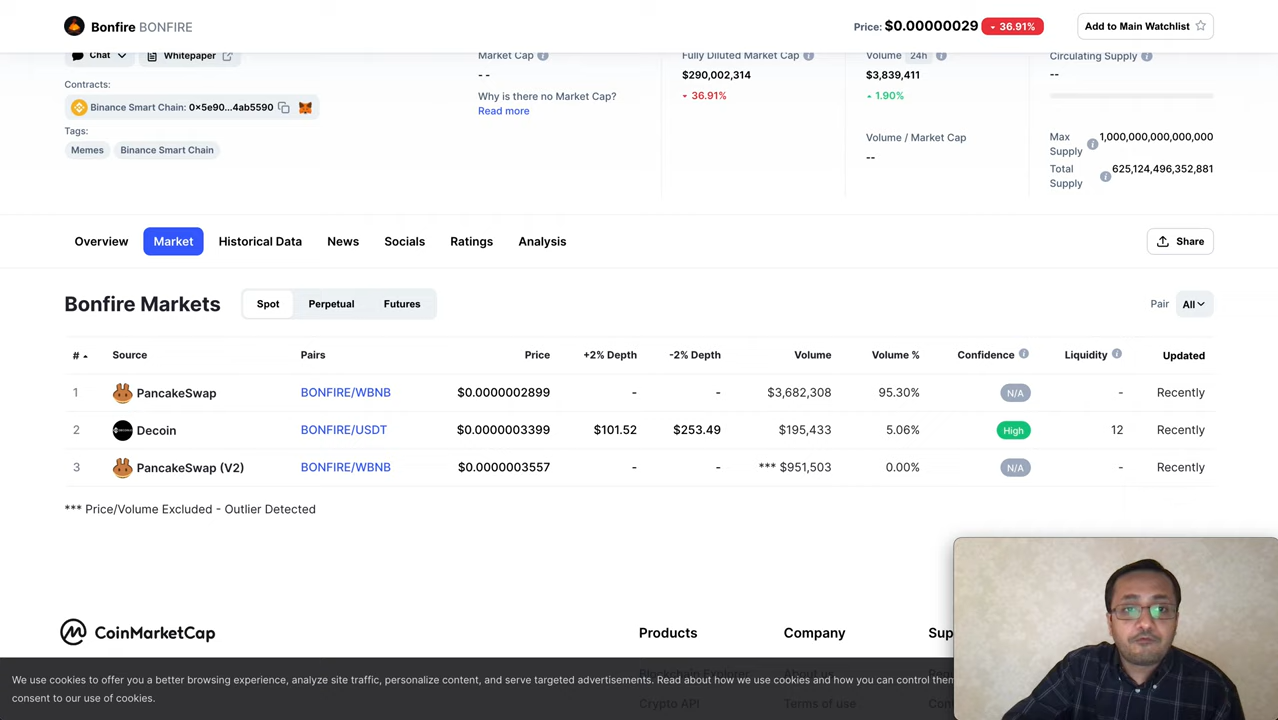 Bonfire BONFIRE
Price: $0.00000029 36.91%
Add to Main Watchlist
Chat
Whitepaper
Market Cap
Fully Diluted Market Cap
Volume 24h
Circulating Supply
- -
$290,002,314
$3,839,411
--
Contracts:
Why is there no Market Cap?
36.91%
1.90%
Binance Smart Chain: 0x5e90...4ab5590
Read more
Tags:
Volume / Market Cap
Max Supply 1,000,000,000,000,000
Memes
Binance Smart Chain
--
Total Supply 625,124,496,352,881
Overview Market Historical Data News Socials Ratings Analysis
Share
Bonfire Markets
Spot Perpetual Futures
Pair All
# Source Pairs Price +2% Depth -2% Depth Volume Volume % Confidence Liquidity Updated
1 PancakeSwap BONFIRE/WBNB $0.0000002899 - - $3,682,308 95.30% N/A - Recently
2 Decoin BONFIRE/USDT $0.0000003399 $101.52 $253.49 $195,433 5.06% High 12 Recently
3 PancakeSwap (V2) BONFIRE/WBNB $0.0000003557 - - *** $951,503 0.00% N/A - Recently
*** Price/Volume Excluded - Outlier Detected
CoinMarketCap
Products
Company
Sup
We use cookies to offer you a better browsing experience, analyze site traffic, personalize content, and serve targeted advertisements. Read about how we use cookies and how you can control them
consent to our use of cookies.
Crypto API
Terms of use